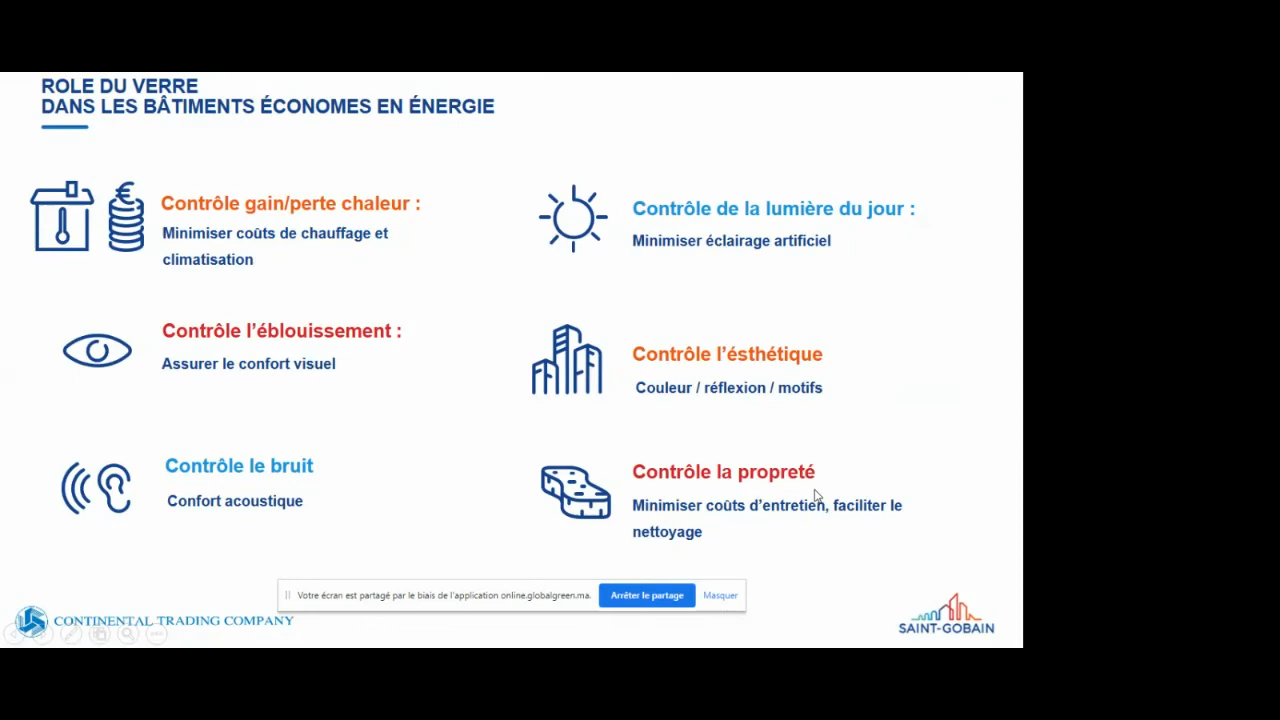 ROLE DU VERRE
DANS LES BÂTIMENTS ÉCONOMES EN ÉNERGIE
Contrôle gain/perte chaleur :
Minimiser coûts de chauffage et
climatisation
Contrôle de la lumière du jour :
Minimiser éclairage artificiel
Contrôle l'éblouissement :
Assurer le confort visuel
Contrôle l'ésthétique
Couleur / réflexion / motifs
Contrôle le bruit
Confort acoustique
Contrôle la propreté
Minimiser coûts d'entretien, faciliter le
nettoyage
Votre écran est partagé par le biais de l'application online.globalgreen.ma.
Arrêter le partage
Masquer
CONTINENTAL TRADING COMPANY
SAINT-GOBAIN